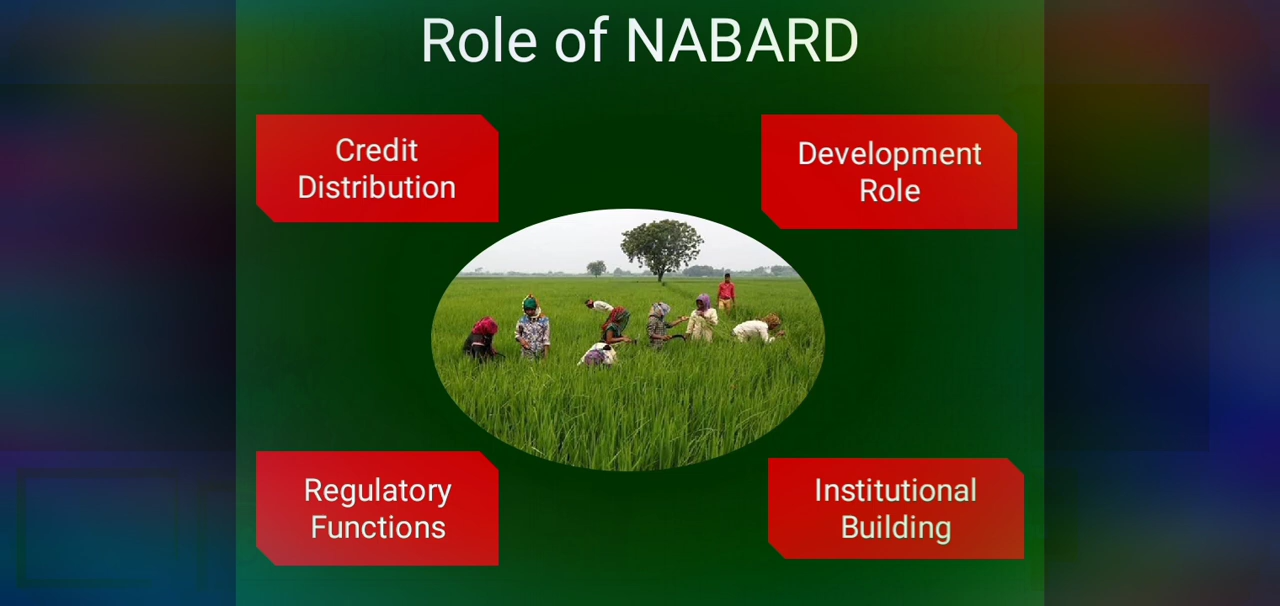 Role of NABARD
Credit
Distribution
Development
Role
Regulatory
Functions
Institutional
Building